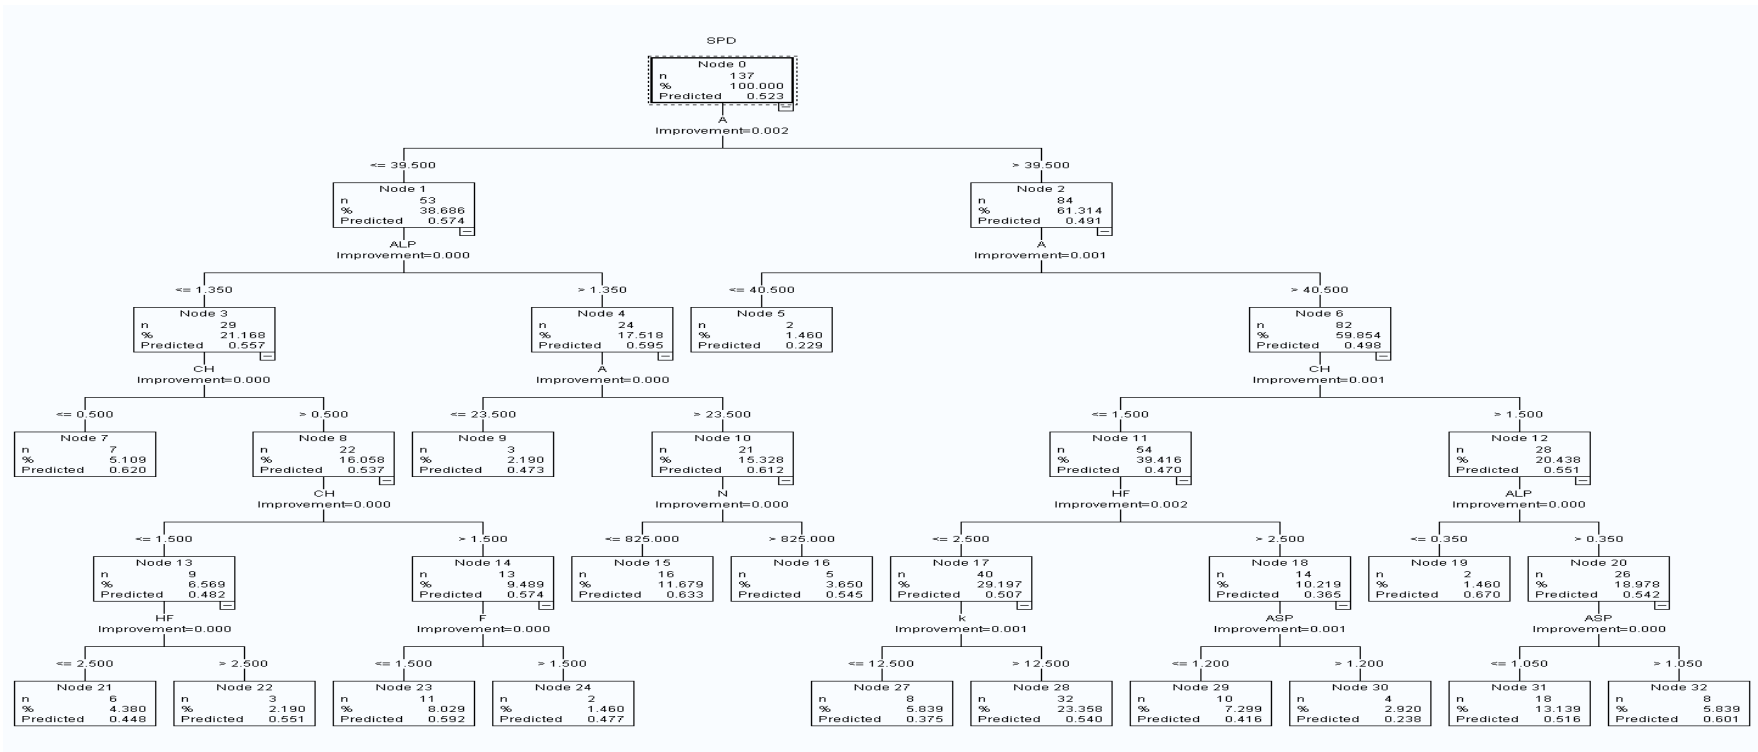 SPD
Node 0
n 137
% 100.000
Predicted 0.523
A
Improvement=0.002
<= 39.500
> 39.500
Node 1
n 53
% 38.686
Predicted 0.574
Node 2
n 84
% 61.314
Predicted 0.491
ALP
Improvement=0.000
A
Improvement=0.001
<= 1.350
> 1.350
<= 40.500
> 40.500
Node 3
n 29
% 21.168
Predicted 0.557
Node 4
n 24
% 17.518
Predicted 0.595
Node 5
n 2
% 1.460
Predicted 0.229
Node 6
n 82
% 59.854
Predicted 0.498
CH
Improvement=0.000
A
Improvement=0.000
CH
Improvement=0.001
<= 0.500
> 0.500
<= 23.500
> 23.500
<= 1.500
> 1.500
Node 7
n 7
% 5.109
Predicted 0.620
Node 8
n 22
% 16.058
Predicted 0.537
Node 9
n 3
% 2.190
Predicted 0.473
Node 10
n 21
% 15.328
Predicted 0.612
Node 11
n 54
% 39.416
Predicted 0.470
Node 12
n 28
% 20.438
Predicted 0.551
CH
Improvement=0.000
N
Improvement=0.000
HF
Improvement=0.002
ALP
Improvement=0.000
<= 1.500
> 1.500
<= 825.000
> 825.000
<= 2.500
> 2.500
<= 0.350
> 0.350
Node 13
n 9
% 6.569
Predicted 0.482
Node 14
n 13
% 9.489
Predicted 0.574
Node 15
n 16
% 11.679
Predicted 0.633
Node 16
n 5
% 3.650
Predicted 0.545
Node 17
n 40
% 29.197
Predicted 0.507
Node 18
n 14
% 10.219
Predicted 0.365
Node 19
n 2
% 1.460
Predicted 0.670
Node 20
n 26
% 18.978
Predicted 0.542
HF
Improvement=0.000
F
Improvement=0.000
k
Improvement=0.001
ASP
Improvement=0.001
ASP
Improvement=0.000
<= 2.500
> 2.500
<= 1.500
> 1.500
<= 12.500
> 12.500
<= 1.200
> 1.200
<= 1.050
> 1.050
Node 21
n 6
% 4.380
Predicted 0.448
Node 22
n 3
% 2.190
Predicted 0.551
Node 23
n 11
% 8.029
Predicted 0.592
Node 24
n 2
% 1.460
Predicted 0.477
Node 27
n 8
% 5.839
Predicted 0.375
Node 28
n 32
% 23.358
Predicted 0.540
Node 29
n 10
% 7.299
Predicted 0.416
Node 30
n 4
% 2.920
Predicted 0.238
Node 31
n 18
% 13.139
Predicted 0.516
Node 32
n 8
% 5.839
Predicted 0.601